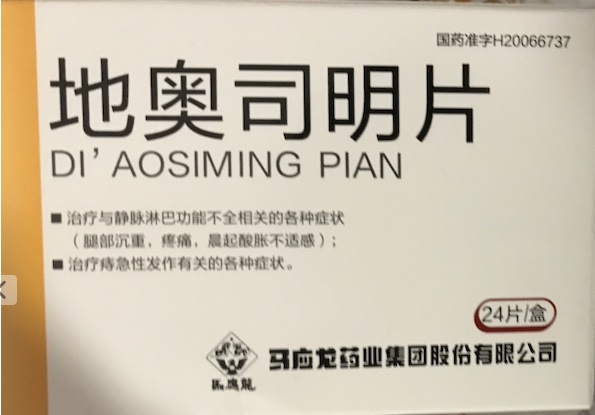 国药准字H20066737
地奥司明片
DI'AOSIMING PIAN
■ 治疗与静脉淋巴功能不全相关的各种症状
（腿部沉重，疼痛，晨起酸胀不适感）；
■ 治疗痔急性发作有关的各种症状。
24片/盒
马应龙药业集团股份有限公司
馬應龍